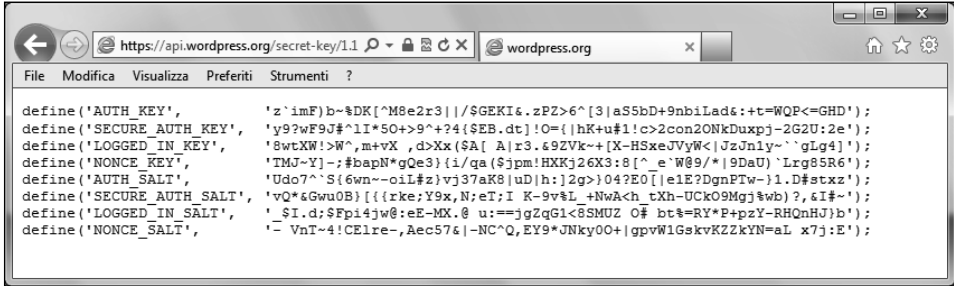 https://api.wordpress.org/secret-key/1.1
wordpress.org
File Modifica Visualizza Preferiti Strumenti ?
define('AUTH_KEY', 'z`imF)b~%DK[^M8e2r3||/$GEKI&.zPZ>6^[3|aS5bD+9nbiLad&:+t=WQP<=GHD');
define('SECURE_AUTH_KEY', 'y9?wF9J#^lI*5O+>9^+?4{$EB.dt]!O={|hK+u#1!c>2con2ONkDuxpj-2G2U:2e');
define('LOGGED_IN_KEY', '8wtXW!>W^,m+vX ,d>Xx($A[ A|r3.&9ZVk~+[X-HSxeJVyW<|JzJn1y~``gLg4]');
define('NONCE_KEY', 'TMJ~Y]-;#bapN*gQe3}{i/qa($jpm!HXKj26X3:8[^_e`W@9/*|9DaU)`Lrg85R6');
define('AUTH_SALT', 'Udo7^`S{6wn~-oiL#z}vj37aK8|uD|h:]2g>}04?E0[|e1E?DgnPTw-}1.D#stxz');
define('SECURE_AUTH_SALT', 'vQ*&Gwu0B}[{{rke;Y9x,N;eT;I K-9v%L_+NwA<h_tXh-UCkO9Mgj%wb)?,&I#~');
define('LOGGED_IN_SALT', '_$I.d;$Fpi4jw@:eE-MX.@ u:==jgZqG1<8SMUZ O# bt%=RY*P+pzY-RHQnHJ}b');
define('NONCE_SALT', '- VnT~4!CElre-,Aec57&|-NC^Q,EY9*JNky0O+|gpvW1GskvKZZkYN=aL x7j:E');